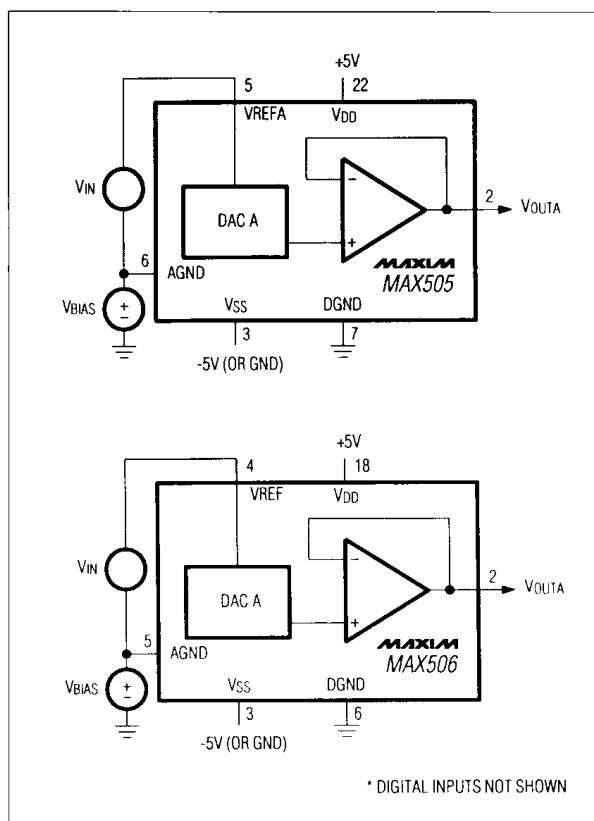 +5V
5
22
VREFA
VDD
VIN
DAC A
−
+
2
VOUTA
6
AGND
MAXIM
MAX505
VBIAS
+
−
VSS
DGND
3
7
-5V (OR GND)
+5V
4
18
VREF
VDD
VIN
DAC A
−
+
2
VOUTA
5
AGND
MAXIM
MAX506
VBIAS
+
−
VSS
DGND
3
6
-5V (OR GND)
* DIGITAL INPUTS NOT SHOWN